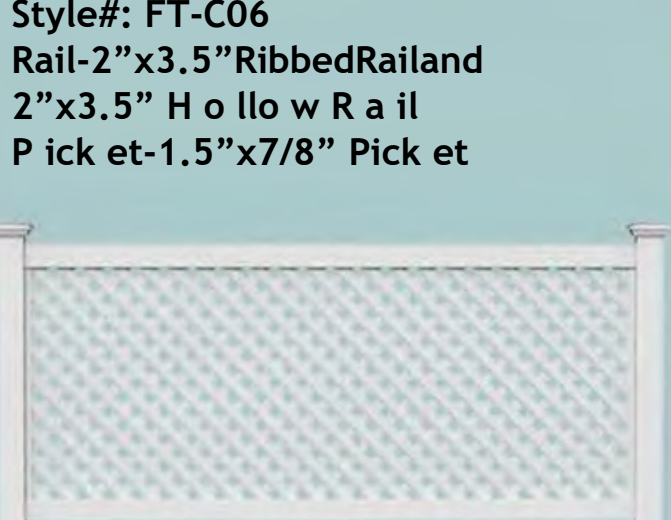 Style#: FT-C06
Rail-2”x3.5”RibbedRailand
2”x3.5” H o llo w R a il
P ick et-1.5”x7/8” Pick et